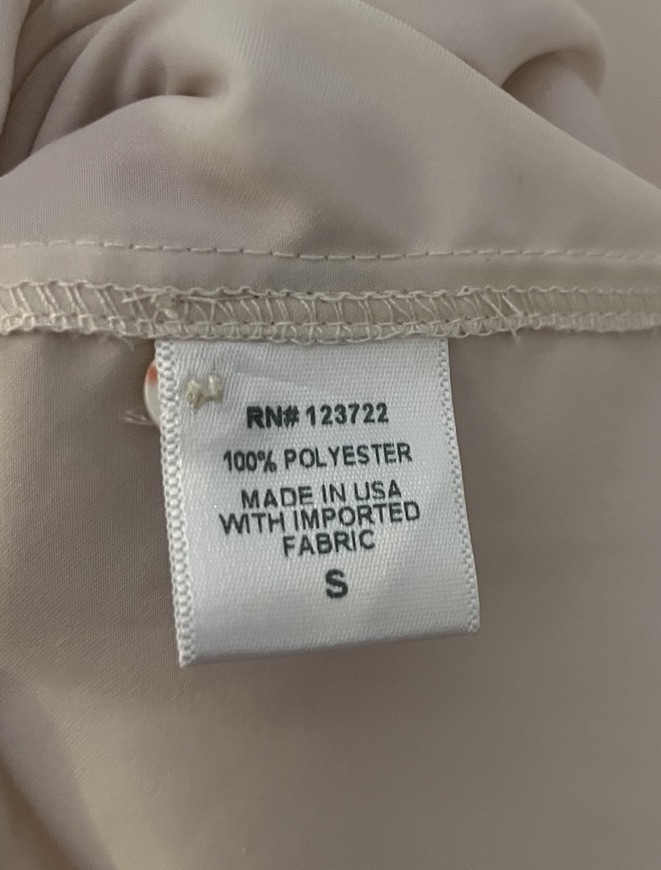 RN# 123722
100% POLYESTER
MADE IN USA
WITH IMPORTED
FABRIC
S